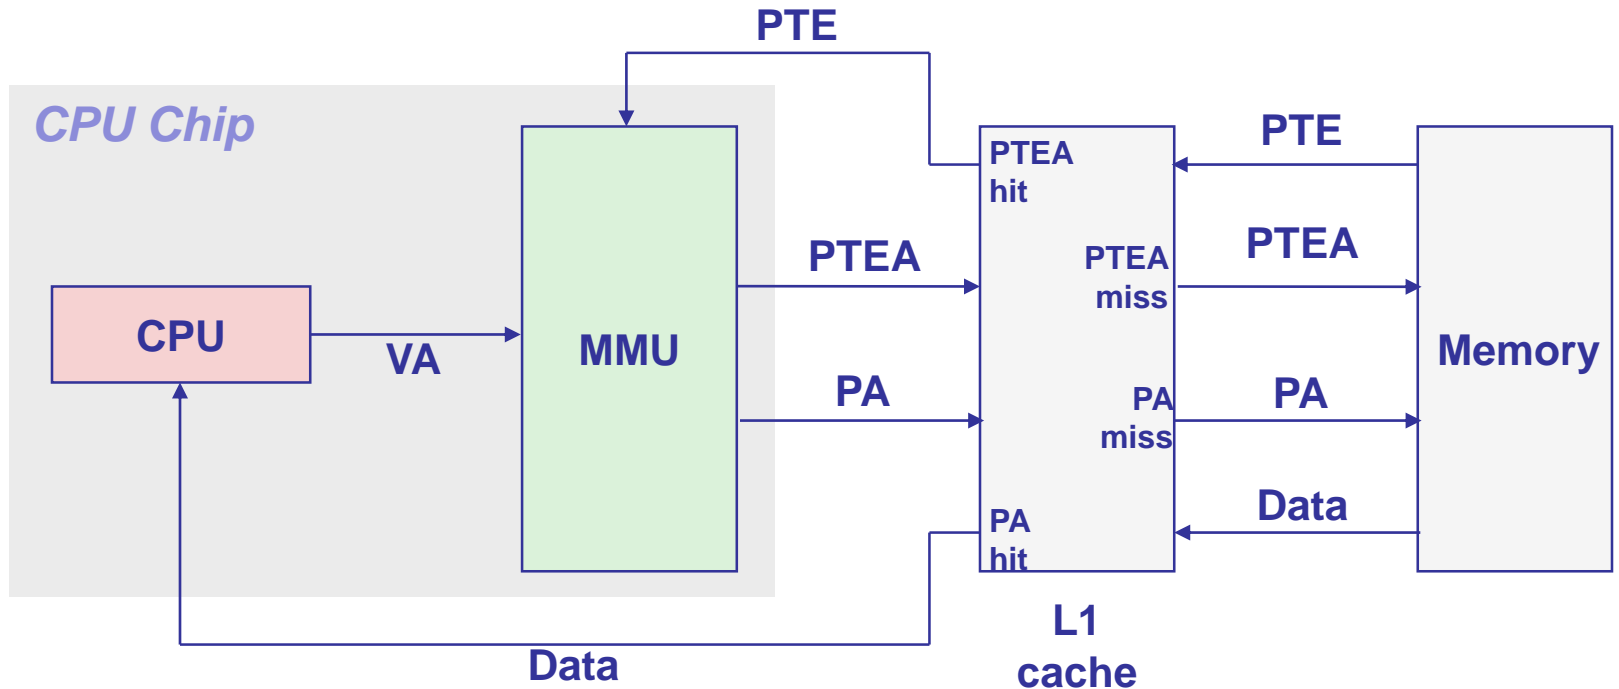 PTE
CPU Chip
PTEA
hit
PTE
PTEA
PTEA
PTEA
miss
CPU
VA
MMU
Memory
PA
PA
miss
PA
PA
hit
Data
Data
L1
cache